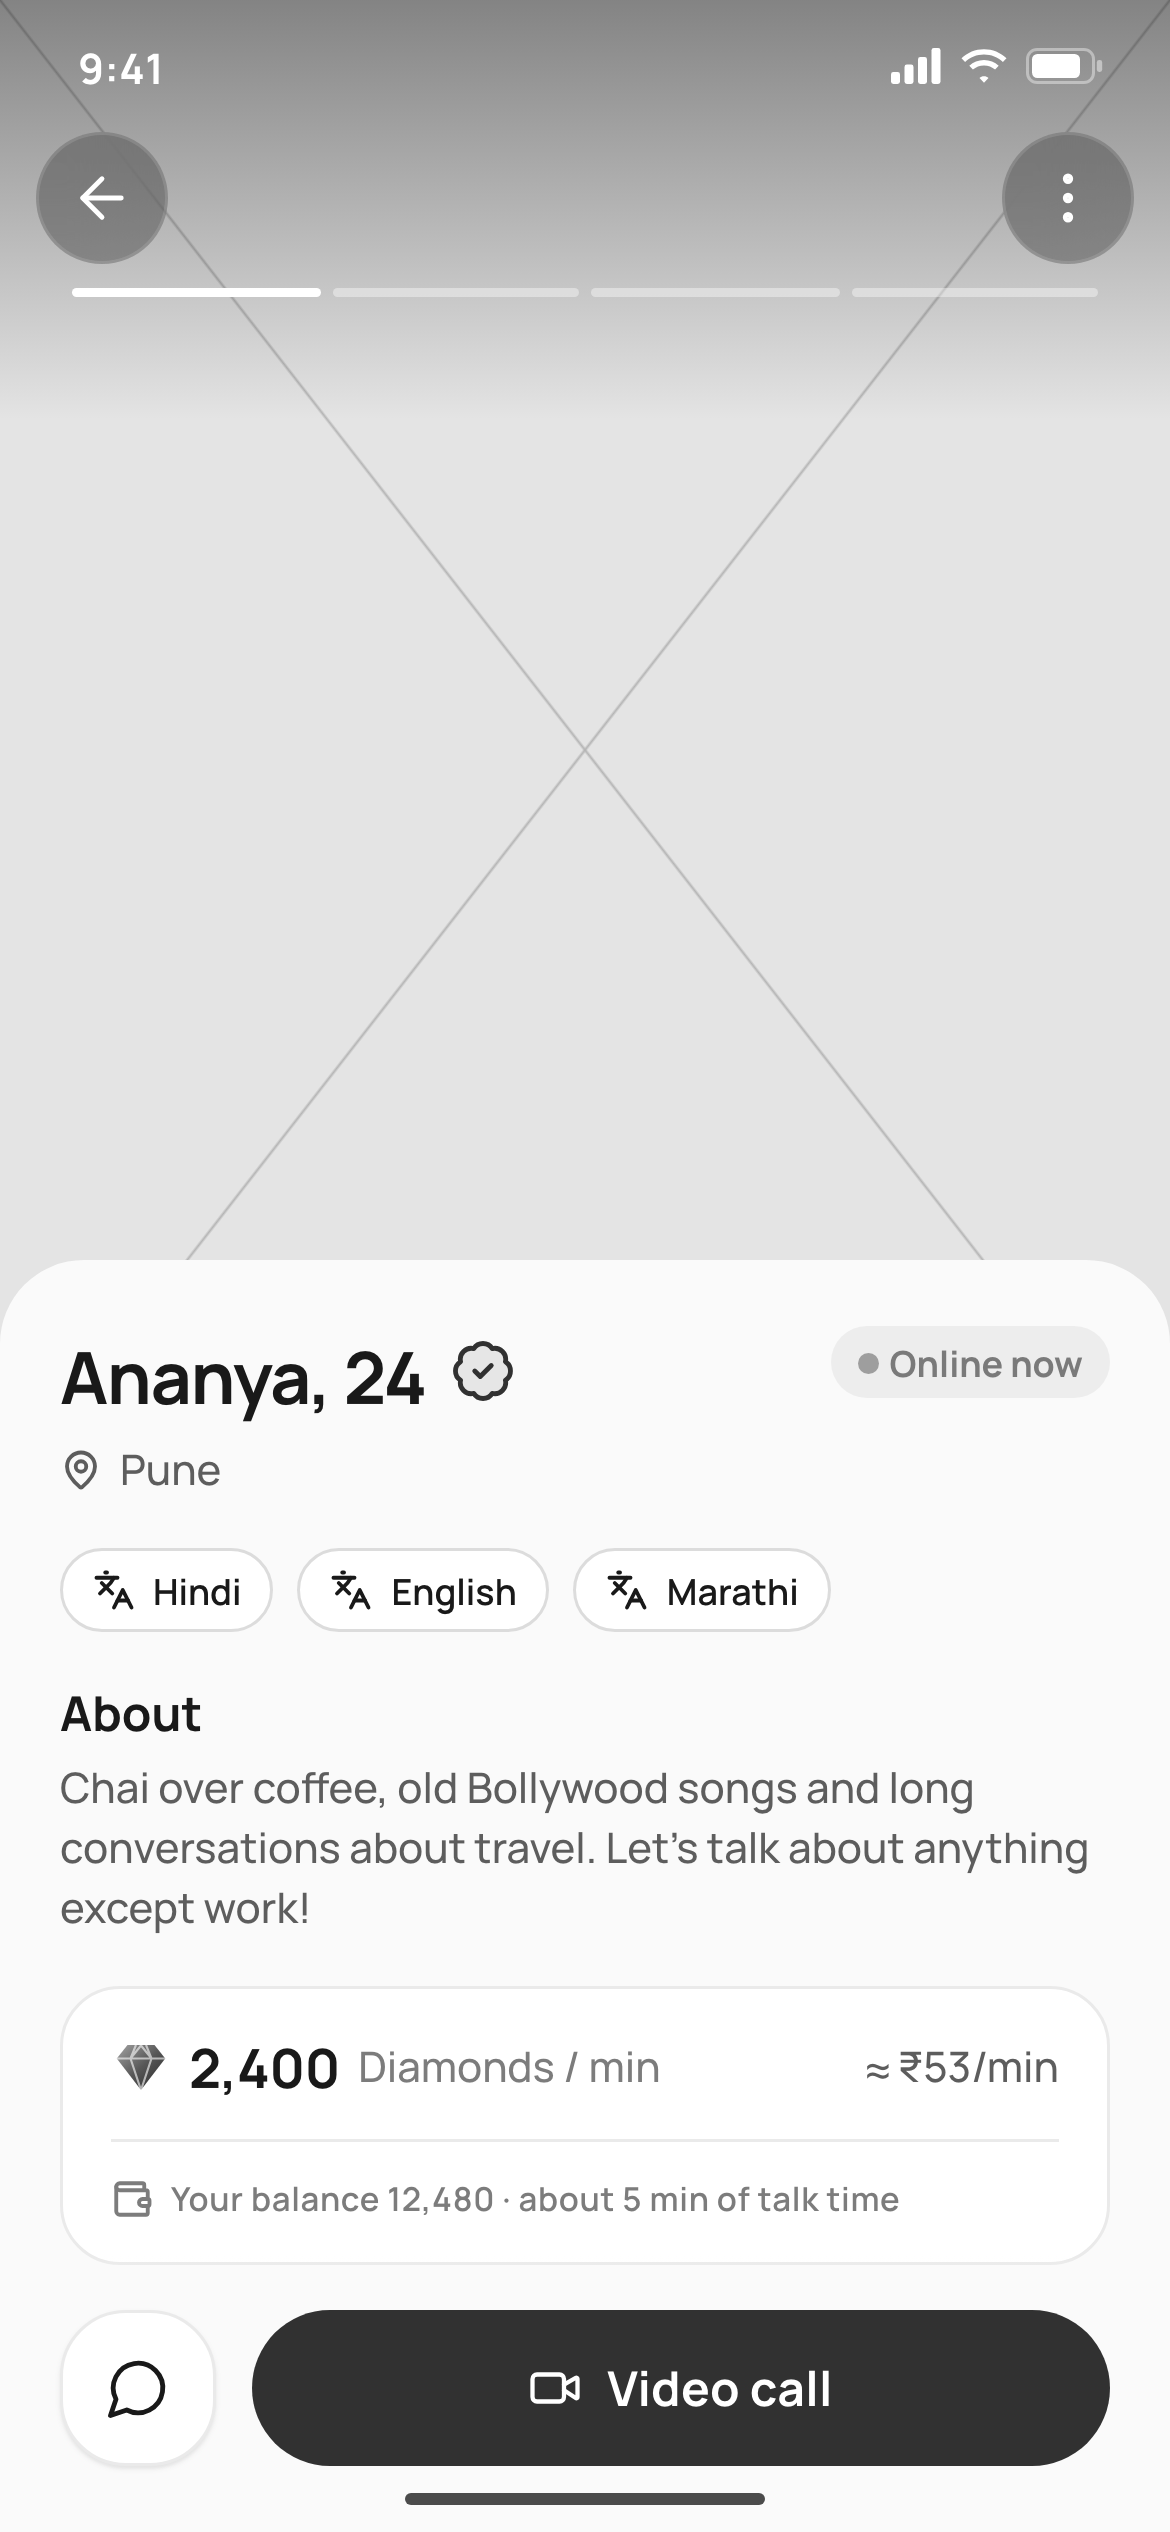 9:41
Ananya, 24
Online now
Pune
Hindi
English
Marathi
About
Chai over coffee, old Bollywood songs and long
conversations about travel. Let's talk about anything
except work!
2,400 Diamonds / min
≈ ₹53/min
Your balance 12,480 · about 5 min of talk time
Video call